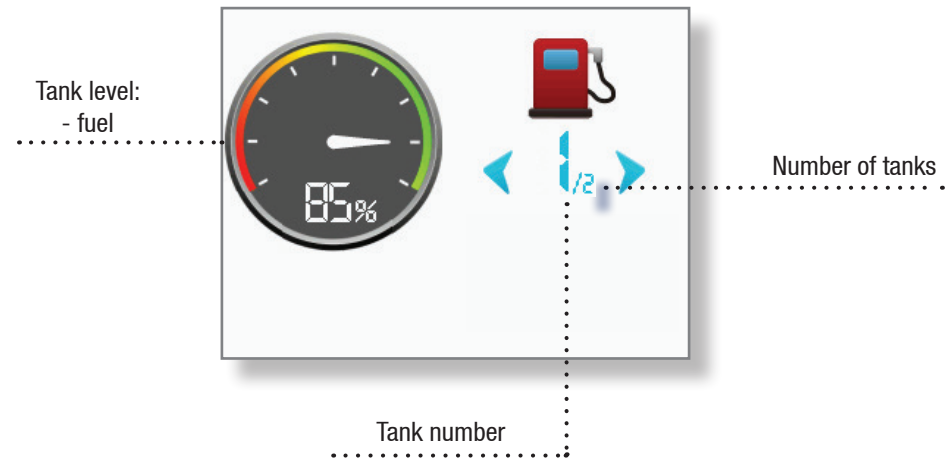 Tank level:
- fuel
85%
1/2
Number of tanks
Tank number